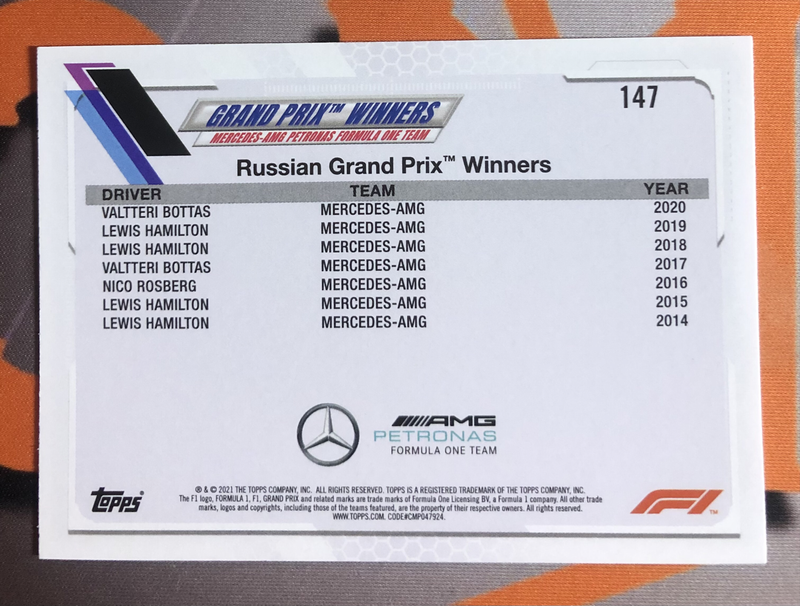 147
GRAND PRIX™ WINNERS
MERCEDES-AMG PETRONAS FORMULA ONE TEAM
Russian Grand Prix™ Winners
DRIVER TEAM YEAR
VALTTERI BOTTAS MERCEDES-AMG 2020
LEWIS HAMILTON MERCEDES-AMG 2019
LEWIS HAMILTON MERCEDES-AMG 2018
VALTTERI BOTTAS MERCEDES-AMG 2017
NICO ROSBERG MERCEDES-AMG 2016
LEWIS HAMILTON MERCEDES-AMG 2015
LEWIS HAMILTON MERCEDES-AMG 2014
AMG
PETRONAS
FORMULA ONE TEAM
® & © 2021 THE TOPPS COMPANY, INC. ALL RIGHTS RESERVED. TOPPS IS A REGISTERED TRADEMARK OF THE TOPPS COMPANY, INC.
The F1 logo, FORMULA 1, F1, GRAND PRIX and related marks are trade marks of Formula One Licensing BV, a Formula 1 company. All other trade
marks, logos and copyrights, including those of the teams featured, are the property of their respective owners. All rights reserved.
WWW.TOPPS.COM. CODE#CMP047924.
topps
F1™